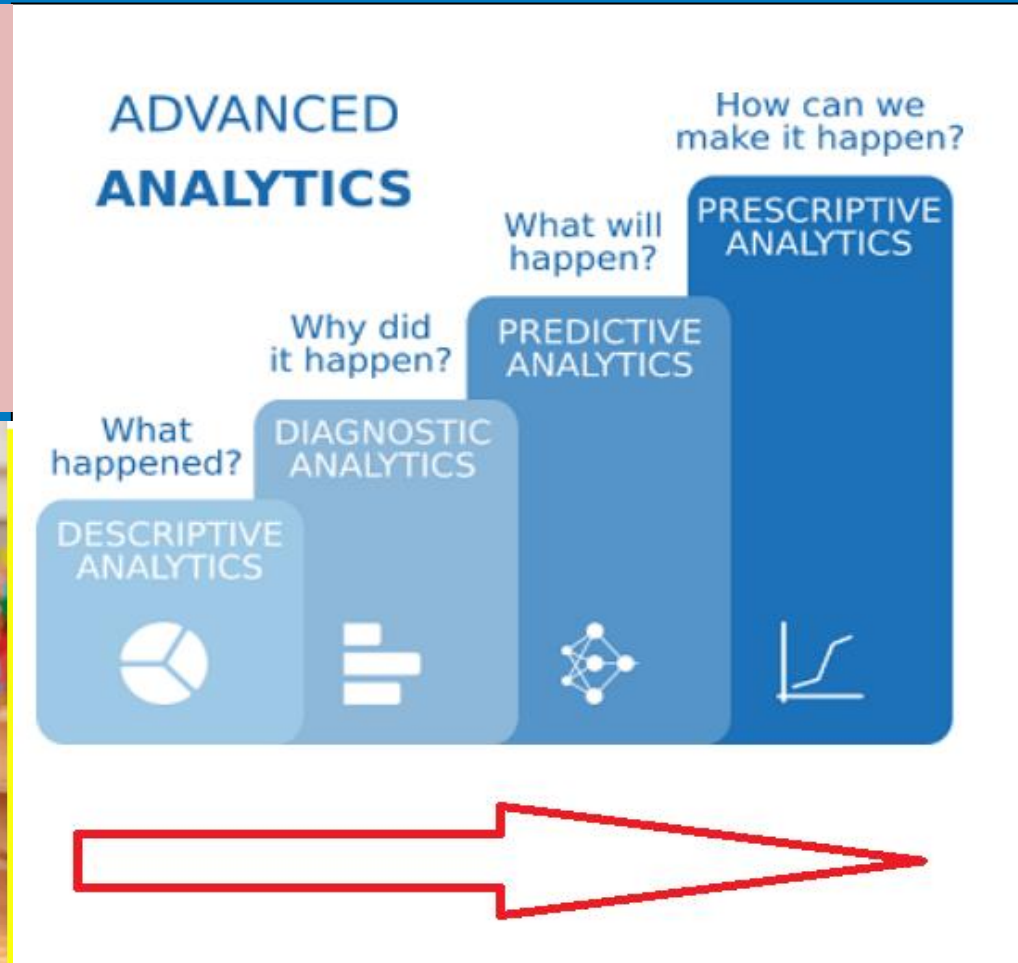 ADVANCED
ANALYTICS
How can we
make it happen?
PRESCRIPTIVE
ANALYTICS
What will
happen?
PREDICTIVE
ANALYTICS
Why did
it happen?
DIAGNOSTIC
ANALYTICS
What
happened?
DESCRIPTIVE
ANALYTICS